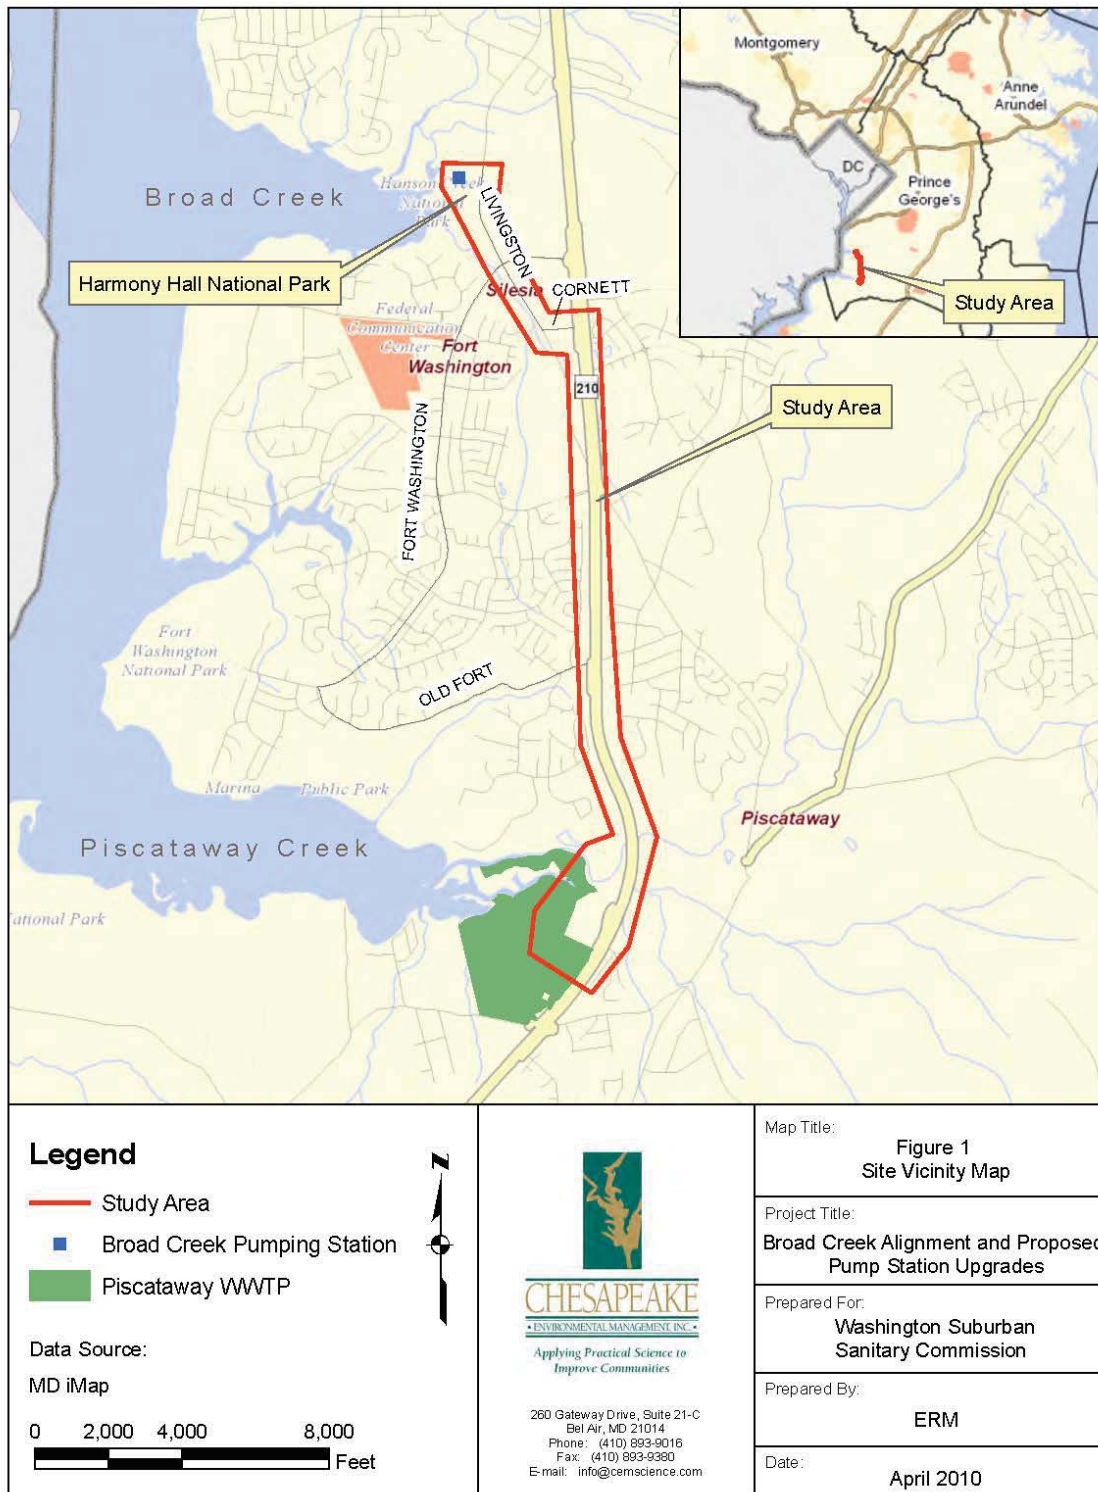 Montgomery
Anne
Arundel
DC
Prince
George's
Study Area
Broad Creek
Hanson Creek
National
Park
LIVINGSTON
Harmony Hall National Park
Silesia
CORNETT
Federal
Communication
Center
Fort
Washington
210
Study Area
FORT WASHINGTON
Fort
Washington
National Park
OLD FORT
Marina
Public Park
Piscataway
Piscataway Creek
National Park
Legend
Study Area
Broad Creek Pumping Station
Piscataway WWTP
N
Data Source:
MD iMap
0 2,000 4,000 8,000
Feet
CHESAPEAKE
• ENVIRONMENTAL MANAGEMENT, INC. •
Applying Practical Science to
Improve Communities
260 Gateway Drive, Suite 21-C
Bel Air, MD 21014
Phone: (410) 893-9016
Fax: (410) 893-9380
E-mail: info@cemscience.com
Map Title:
Figure 1
Site Vicinity Map
Project Title:
Broad Creek Alignment and Proposed
Pump Station Upgrades
Prepared For:
Washington Suburban
Sanitary Commission
Prepared By:
ERM
Date:
April 2010